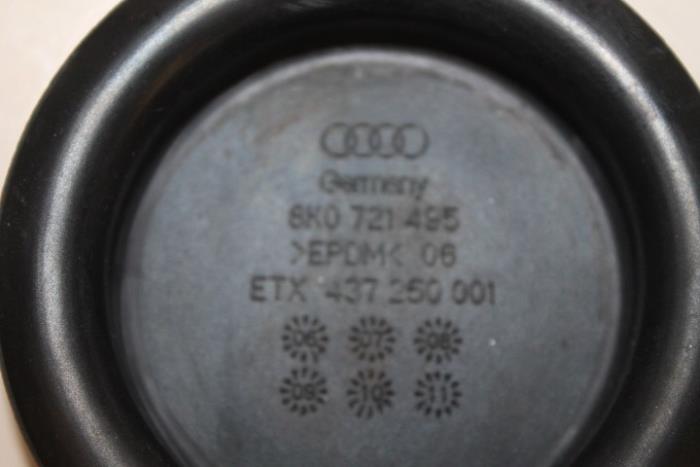 Germany
8K0 721 495
>EPDM< 06
ETX 437 250 001
06 07 08
09 10 11